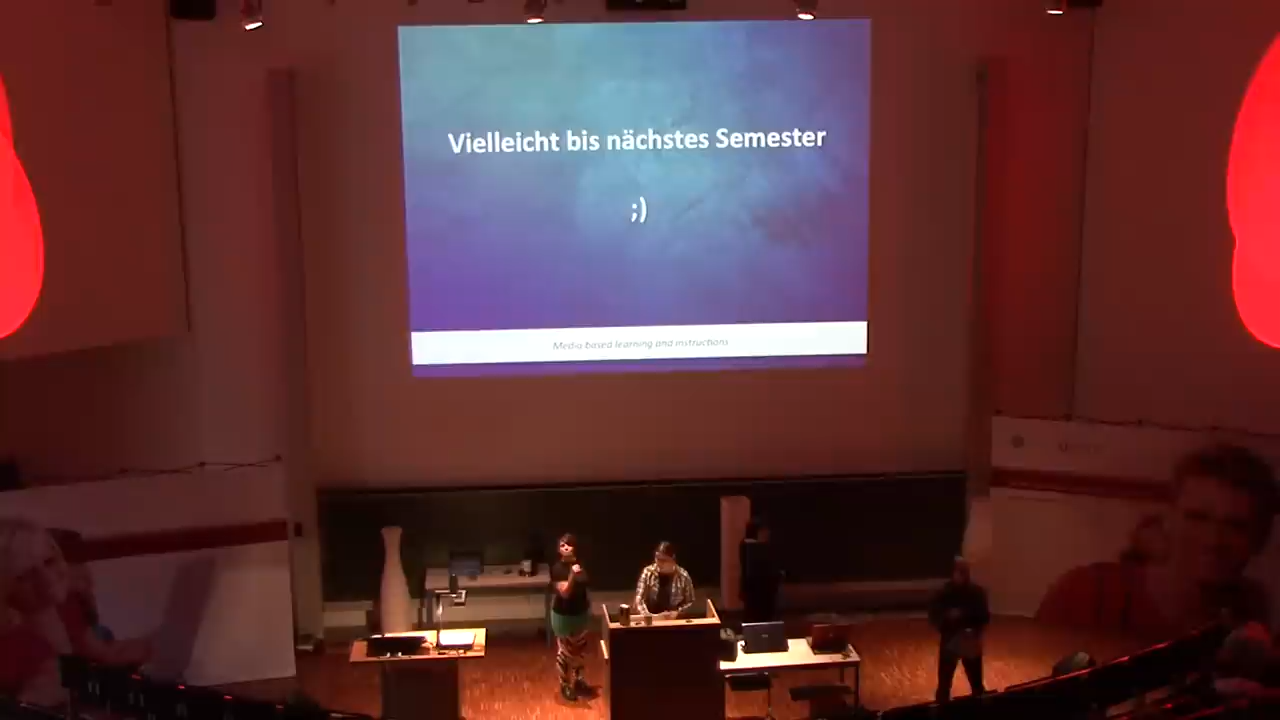 Vielleicht bis nächstes Semester
;)
Media based learning and instructions